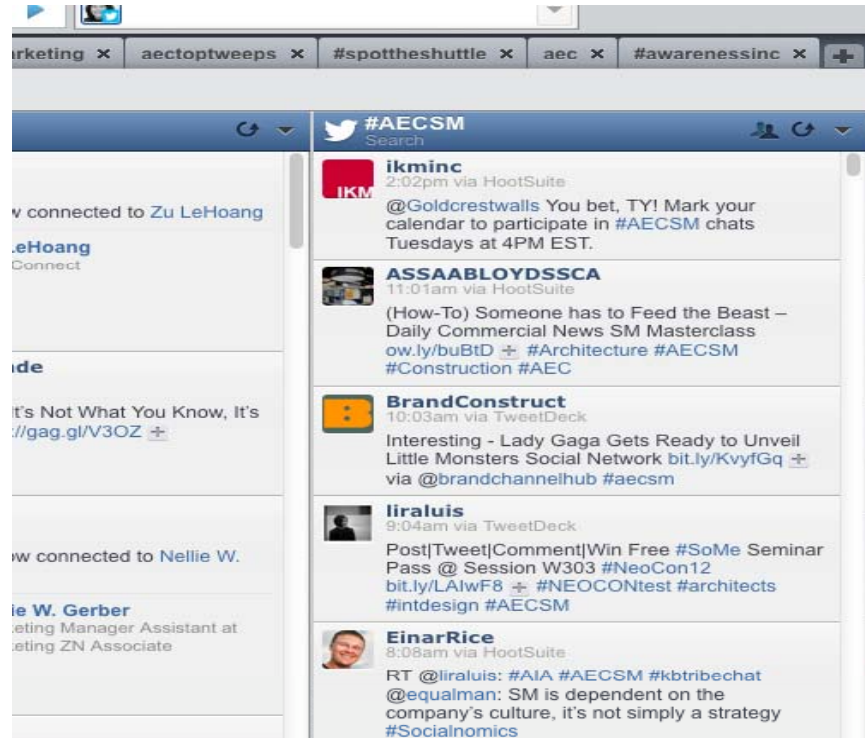 rketing ×
aectoptweeps ×
#spottheshuttle ×
aec ×
#awarenessinc ×
w connected to Zu LeHoang
LeHoang
Connect
de
It's Not What You Know, It's
://gag.gl/V3OZ
w connected to Nellie W.
ie W. Gerber
eting Manager Assistant at
eting ZN Associate
#AECSM
Search
IKM
ikminc
2:02pm via HootSuite
@Goldcrestwalls You bet, TY! Mark your
calendar to participate in #AECSM chats
Tuesdays at 4PM EST.
ASSAABLOYDSSCA
11:01am via HootSuite
(How-To) Someone has to Feed the Beast –
Daily Commercial News SM Masterclass
ow.ly/buBtD #Architecture #AECSM
#Construction #AEC
BrandConstruct
10:03am via TweetDeck
Interesting - Lady Gaga Gets Ready to Unveil
Little Monsters Social Network bit.ly/KvyfGq
via @brandchannelhub #aecsm
liraluis
9:04am via TweetDeck
Post|Tweet|Comment|Win Free #SoMe Seminar
Pass @ Session W303 #NeoCon12
bit.ly/LAlwF8 #NEOCONtest #architects
#intdesign #AECSM
EinarRice
8:08am via HootSuite
RT @liraluis: #AIA #AECSM #kbtribechat
@equalman: SM is dependent on the
company's culture, it's not simply a strategy
#Socialnomics